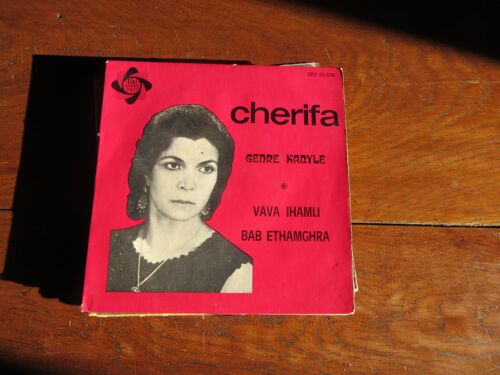 cherifa
GENRE KABYLE
*
VAVA IHAMLI
BAB ETHAMGHRA